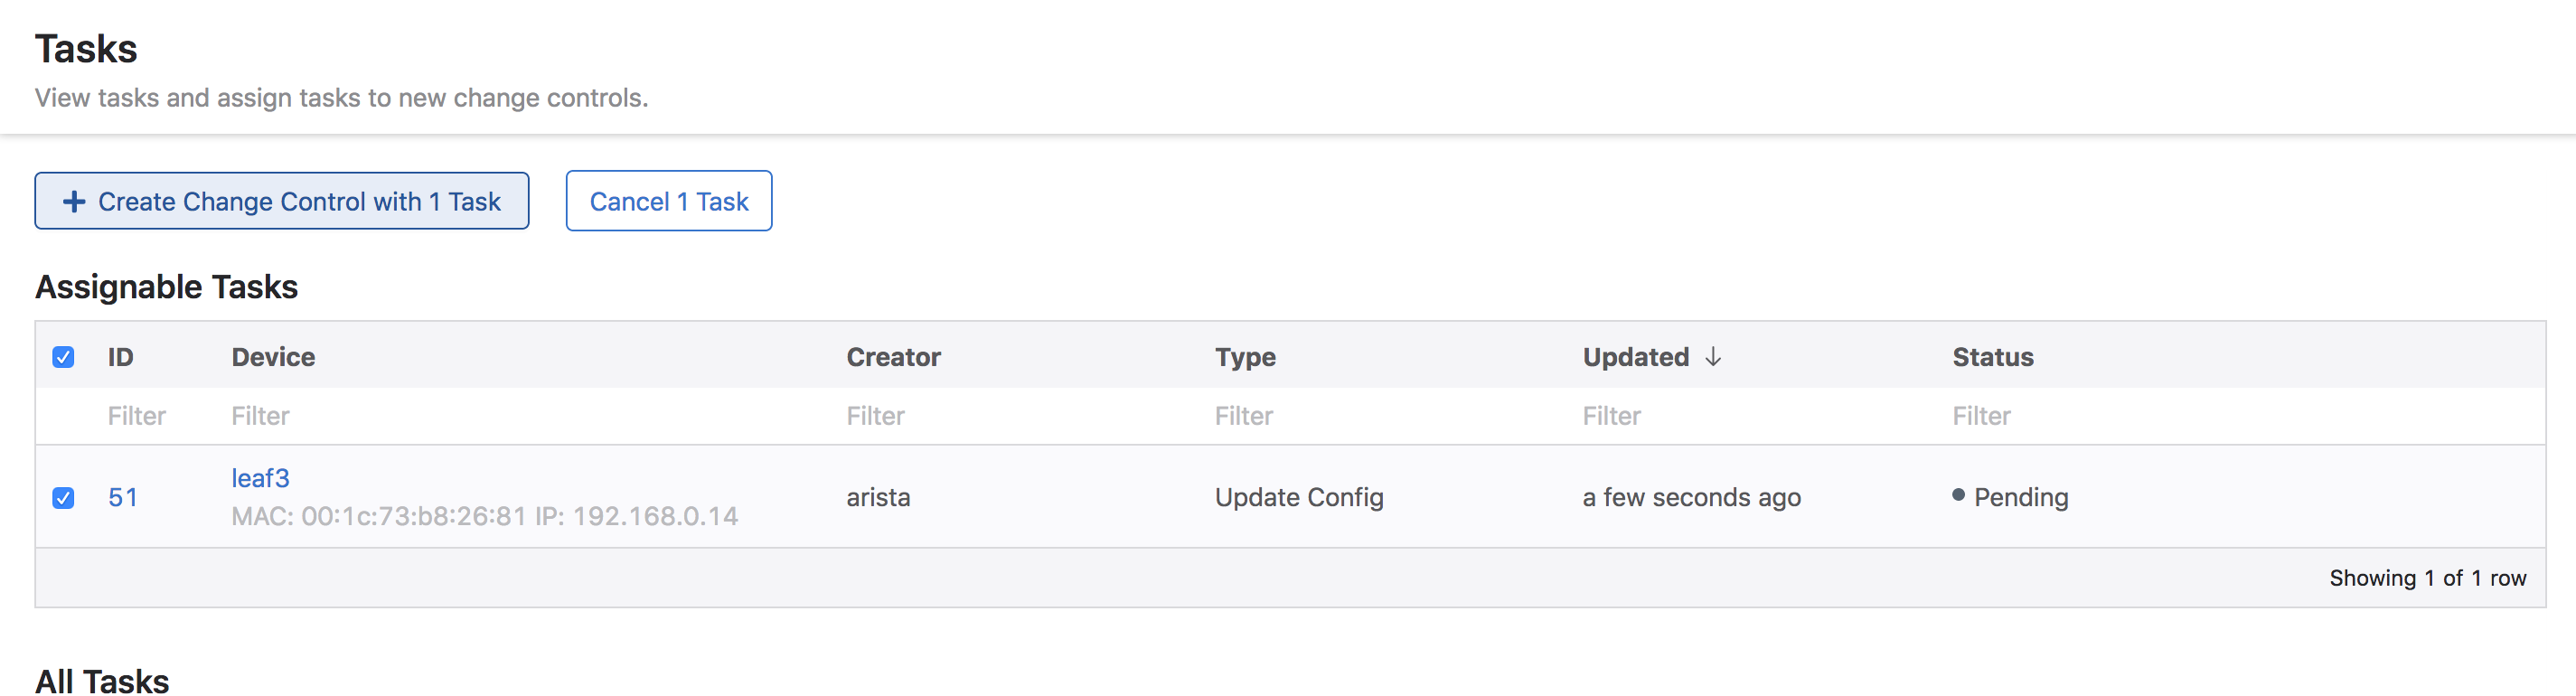 Tasks
View tasks and assign tasks to new change controls.
+ Create Change Control with 1 Task Cancel 1 Task
Assignable Tasks
ID Device Creator Type Updated ↓ Status
Filter Filter Filter Filter Filter Filter
leaf3
51 arista Update Config a few seconds ago Pending
MAC: 00:1c:73:b8:26:81 IP: 192.168.0.14
Showing 1 of 1 row
All Tasks